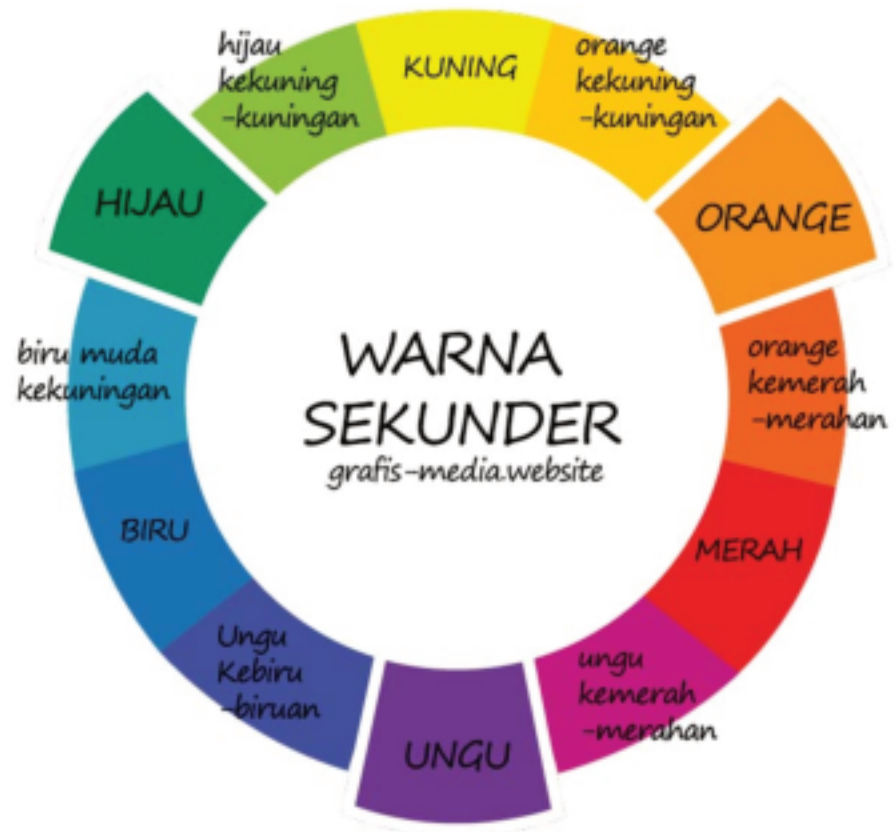 KUNING
orange
kekuning
-kuningan
ORANGE
orange
kemerah
-merahan
MERAH
ungu
kemerah
-merahan
UNGU
Ungu
Kebiru
-biruan
BIRU
biru muda
kekuningan
HIJAU
hijau
kekuning
-kuningan
WARNA
SEKUNDER
grafis-media.website